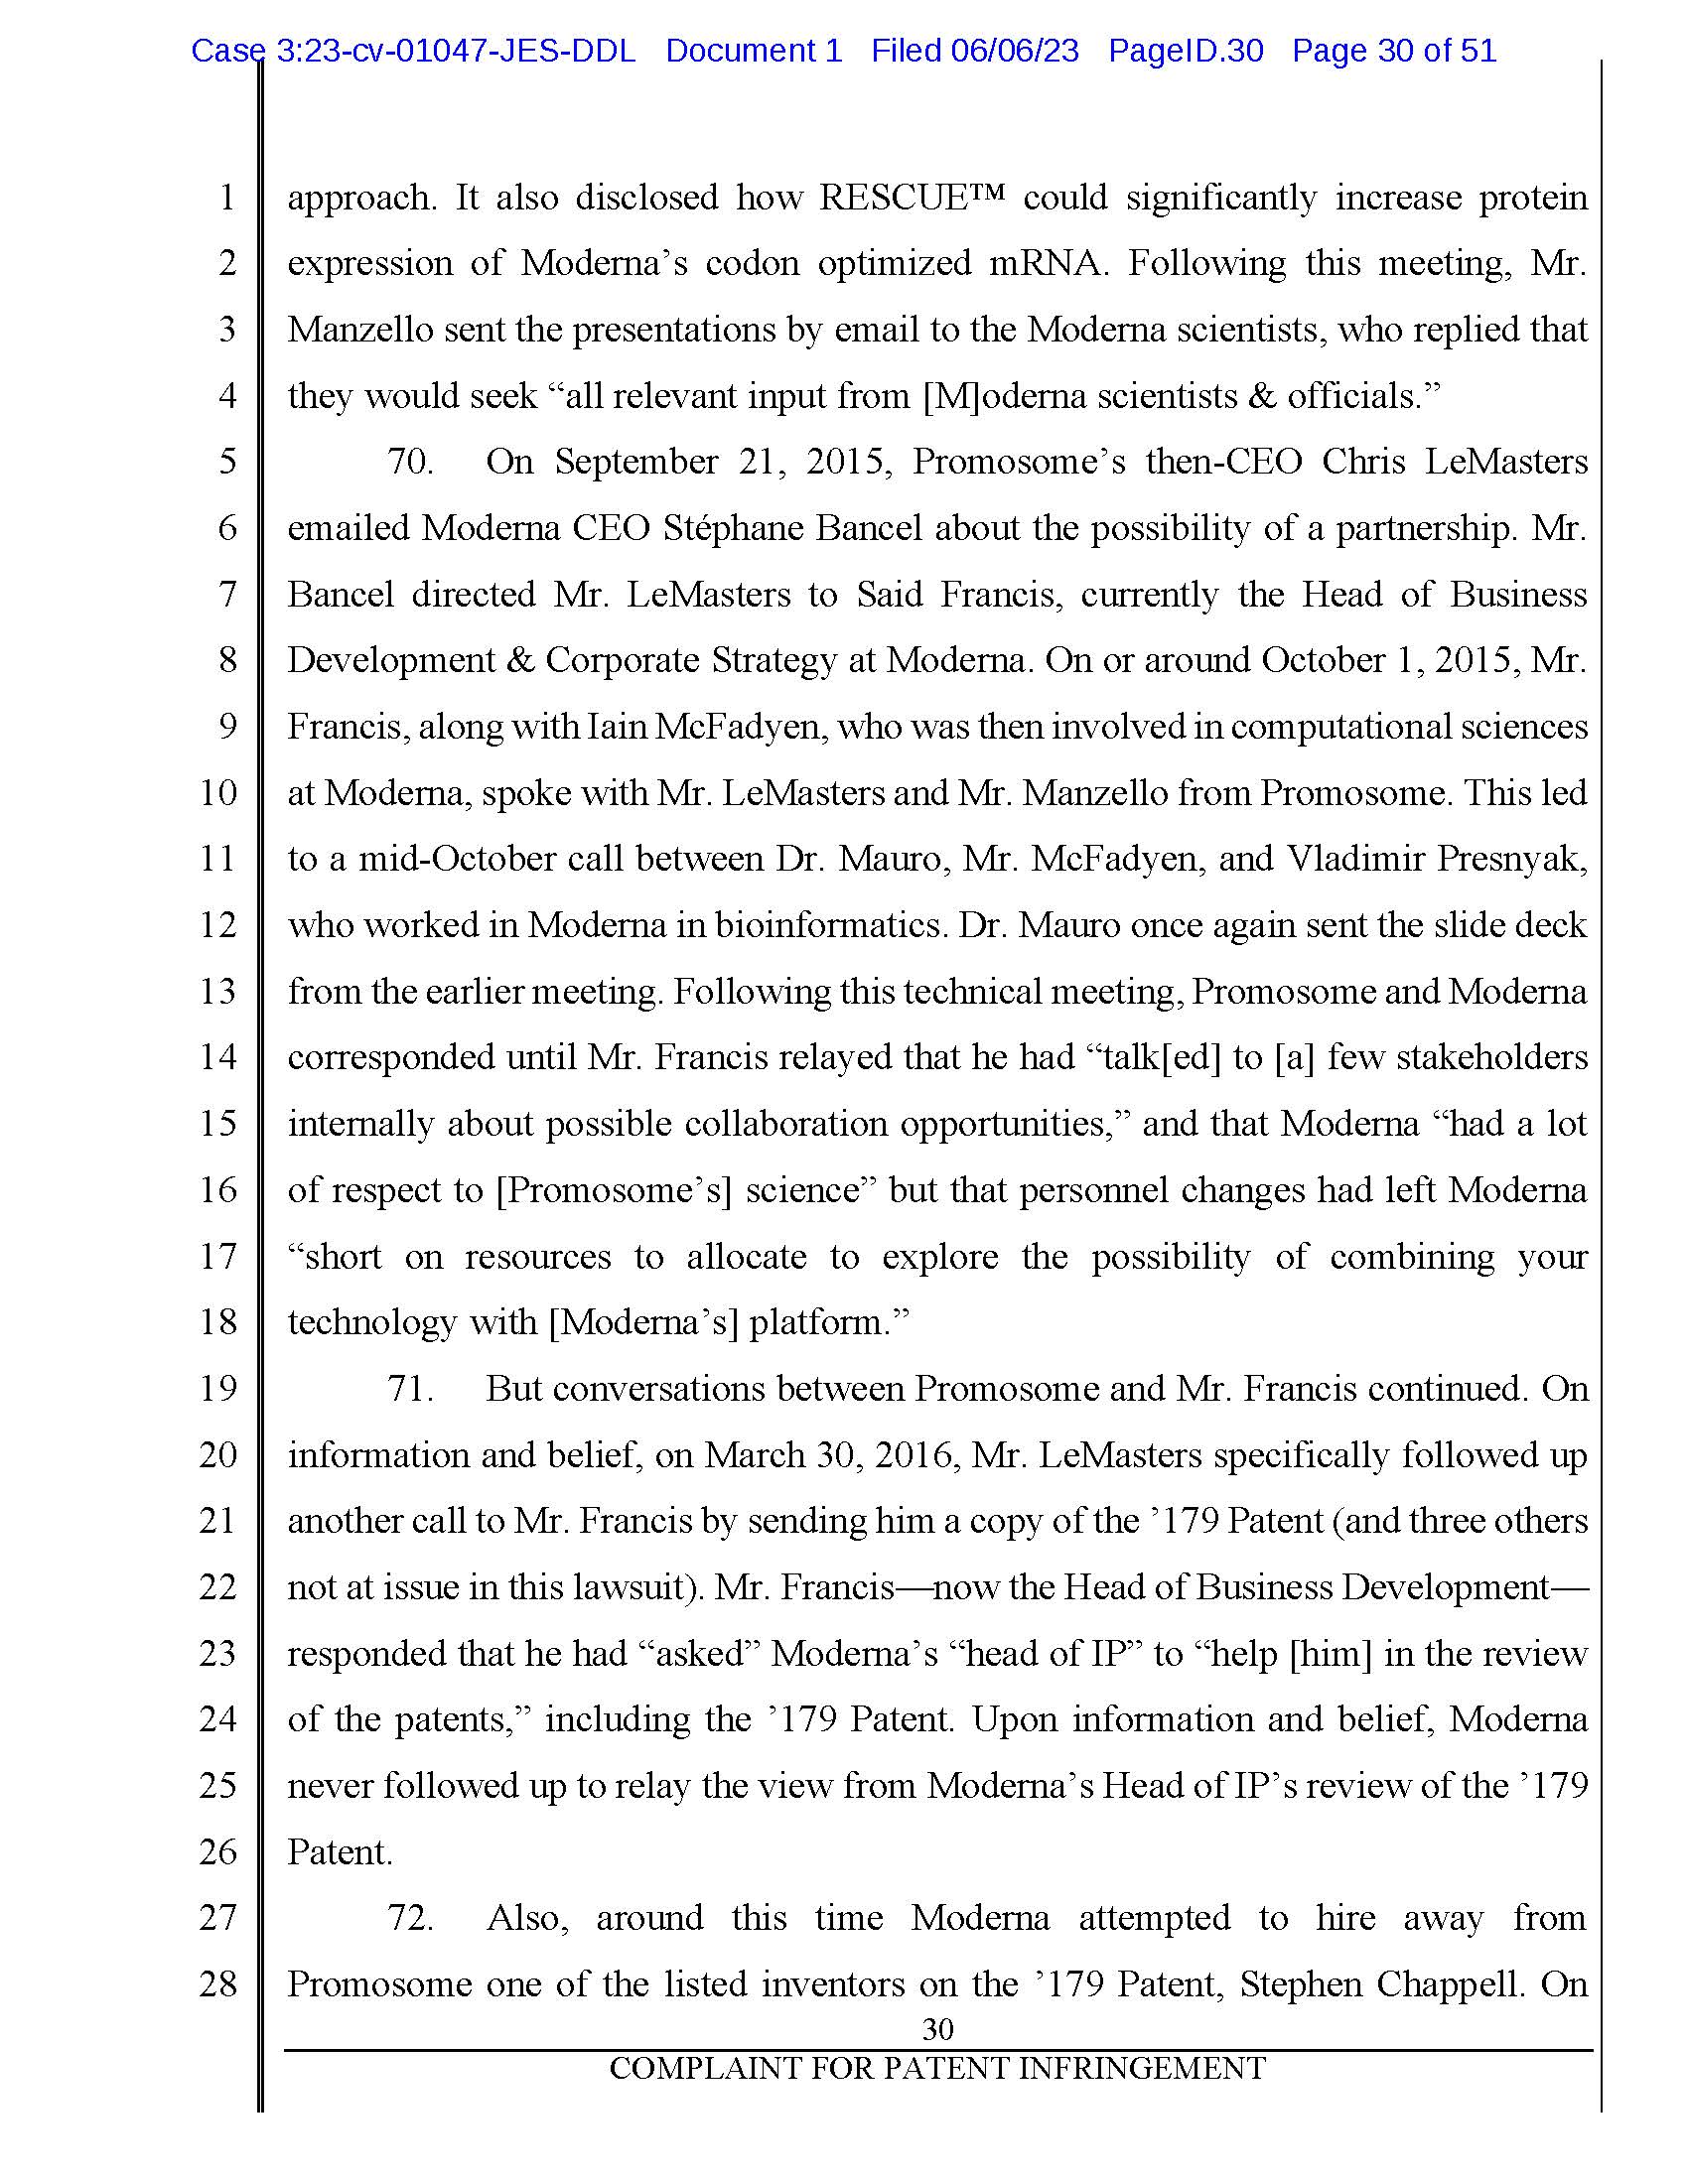 Case 3:23-cv-01047-JES-DDL Document 1 Filed 06/06/23 PageID.30 Page 30 of 51
1 approach. It also disclosed how RESCUE™ could significantly increase protein
2 expression of Moderna’s codon optimized mRNA. Following this meeting, Mr.
3 Manzello sent the presentations by email to the Moderna scientists, who replied that
4 they would seek “all relevant input from [M]oderna scientists & officials.”
5 70. On September 21, 2015, Promosome’s then-CEO Chris LeMasters
6 emailed Moderna CEO Stéphane Bancel about the possibility of a partnership. Mr.
7 Bancel directed Mr. LeMasters to Said Francis, currently the Head of Business
8 Development & Corporate Strategy at Moderna. On or around October 1, 2015, Mr.
9 Francis, along with Iain McFadyen, who was then involved in computational sciences
10 at Moderna, spoke with Mr. LeMasters and Mr. Manzello from Promosome. This led
11 to a mid-October call between Dr. Mauro, Mr. McFadyen, and Vladimir Presnyak,
12 who worked in Moderna in bioinformatics. Dr. Mauro once again sent the slide deck
13 from the earlier meeting. Following this technical meeting, Promosome and Moderna
14 corresponded until Mr. Francis relayed that he had “talk[ed] to [a] few stakeholders
15 internally about possible collaboration opportunities,” and that Moderna “had a lot
16 of respect to [Promosome’s] science” but that personnel changes had left Moderna
17 “short on resources to allocate to explore the possibility of combining your
18 technology with [Moderna’s] platform.”
19 71. But conversations between Promosome and Mr. Francis continued. On
20 information and belief, on March 30, 2016, Mr. LeMasters specifically followed up
21 another call to Mr. Francis by sending him a copy of the ’179 Patent (and three others
22 not at issue in this lawsuit). Mr. Francis—now the Head of Business Development—
23 responded that he had “asked” Moderna’s “head of IP” to “help [him] in the review
24 of the patents,” including the ’179 Patent. Upon information and belief, Moderna
25 never followed up to relay the view from Moderna’s Head of IP’s review of the ’179
26 Patent.
27 72. Also, around this time Moderna attempted to hire away from
28 Promosome one of the listed inventors on the ’179 Patent, Stephen Chappell. On
30
COMPLAINT FOR PATENT INFRINGEMENT